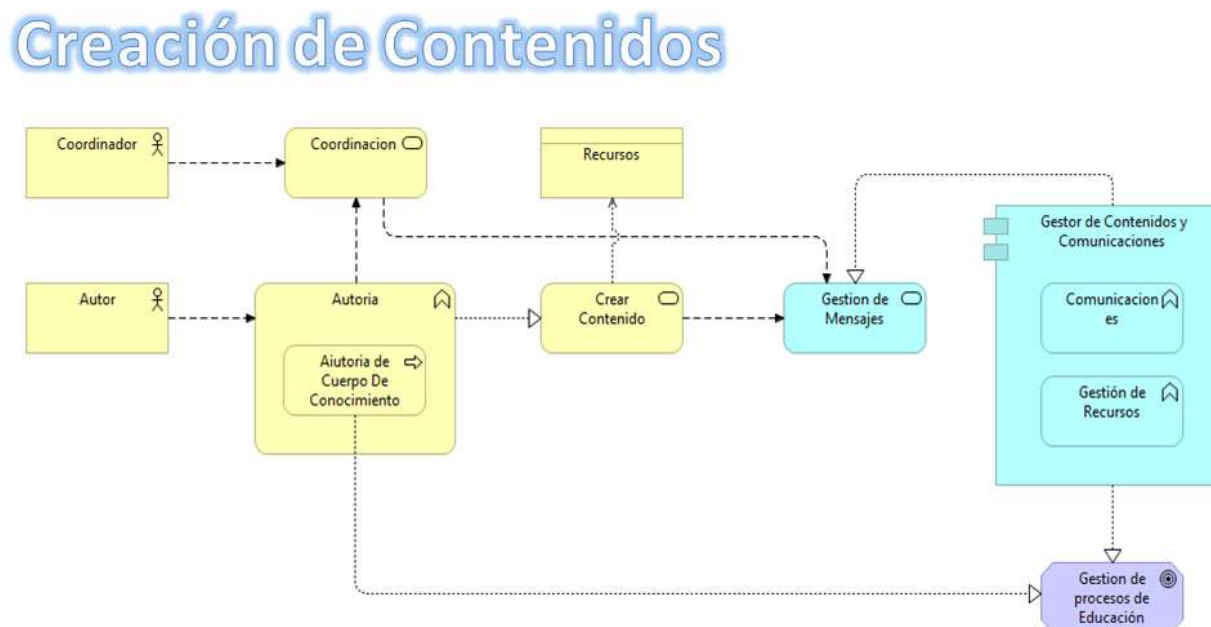 Creación de Contenidos
Coordinador
Coordinacion
Recursos
Gestor de Contenidos y
Comunicaciones
Autor
Autoria
Crear
Contenido
Gestion de
Mensajes
Comunicacion
es
Aiutoria de
Cuerpo De
Conocimiento
Gestión de
Recursos
Gestion de
procesos de
Educación